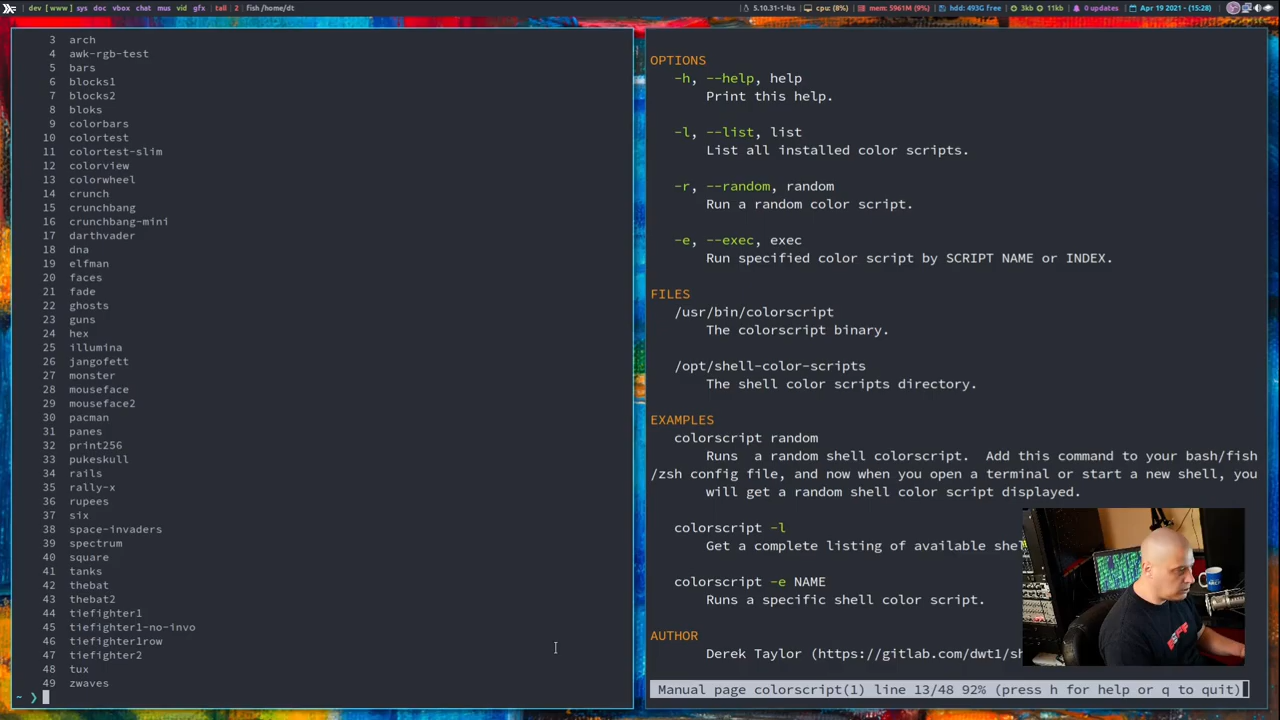 dev [ www ] sys doc vbox chat mus vid gfx | tall | 2 | fish /home/dt
5.10.31-1-lts | cpu: (8%) | mem: 5961M (9%) | hdd: 493G free | 3kb 11kb | 0 updates | Apr 19 2021 - (15:28)
3 arch
4 awk-rgb-test
5 bars
6 blocks1
7 blocks2
8 bloks
9 colorbars
10 colortest
11 colortest-slim
12 colorview
13 colorwheel
14 crunch
15 crunchbang
16 crunchbang-mini
17 darthvader
18 dna
19 elfman
20 faces
21 fade
22 ghosts
23 guns
24 hex
25 illumina
26 jangofett
27 monster
28 mouseface
29 mouseface2
30 pacman
31 panes
32 print256
33 pukeskull
34 rails
35 rally-x
36 rupees
37 six
38 space-invaders
39 spectrum
40 square
41 tanks
42 thebat
43 thebat2
44 tiefighter1
45 tiefighter1-no-invo
46 tiefighter1row
47 tiefighter2
48 tux
49 zwaves
~ ❯
OPTIONS
-h, --help, help
Print this help.
-l, --list, list
List all installed color scripts.
-r, --random, random
Run a random color script.
-e, --exec, exec
Run specified color script by SCRIPT NAME or INDEX.
FILES
/usr/bin/colorscript
The colorscript binary.
/opt/shell-color-scripts
The shell color scripts directory.
EXAMPLES
colorscript random
Runs a random shell colorscript. Add this command to your bash/fish
/zsh config file, and now when you open a terminal or start a new shell, you
will get a random shell color script displayed.
colorscript -l
Get a complete listing of available shel
colorscript -e NAME
Runs a specific shell color script.
AUTHOR
Derek Taylor (https://gitlab.com/dwt1/sh
Manual page colorscript(1) line 13/48 92% (press h for help or q to quit)